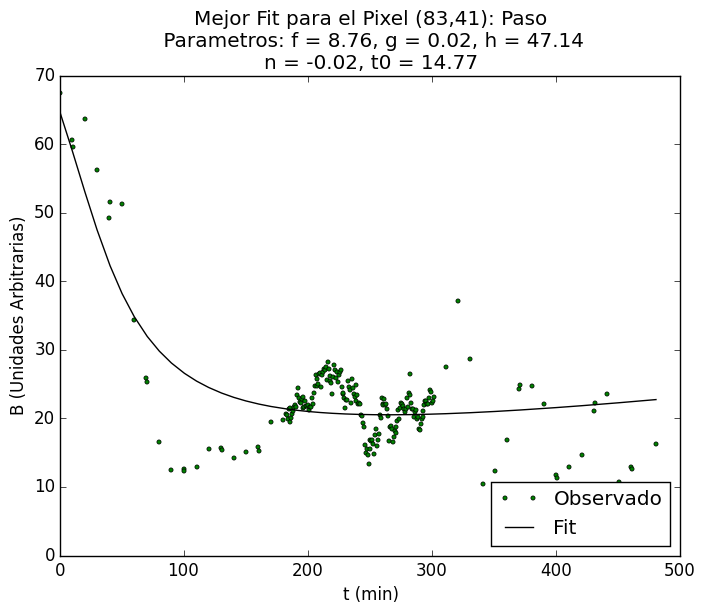 Mejor Fit para el Pixel (83,41): Paso
Parametros: f = 8.76, g = 0.02, h = 47.14
n = -0.02, t0 = 14.77
70
60
50
40
30
20
10
0
B (Unidades Arbitrarias)
Observado
Fit
0 100 200 300 400 500
t (min)